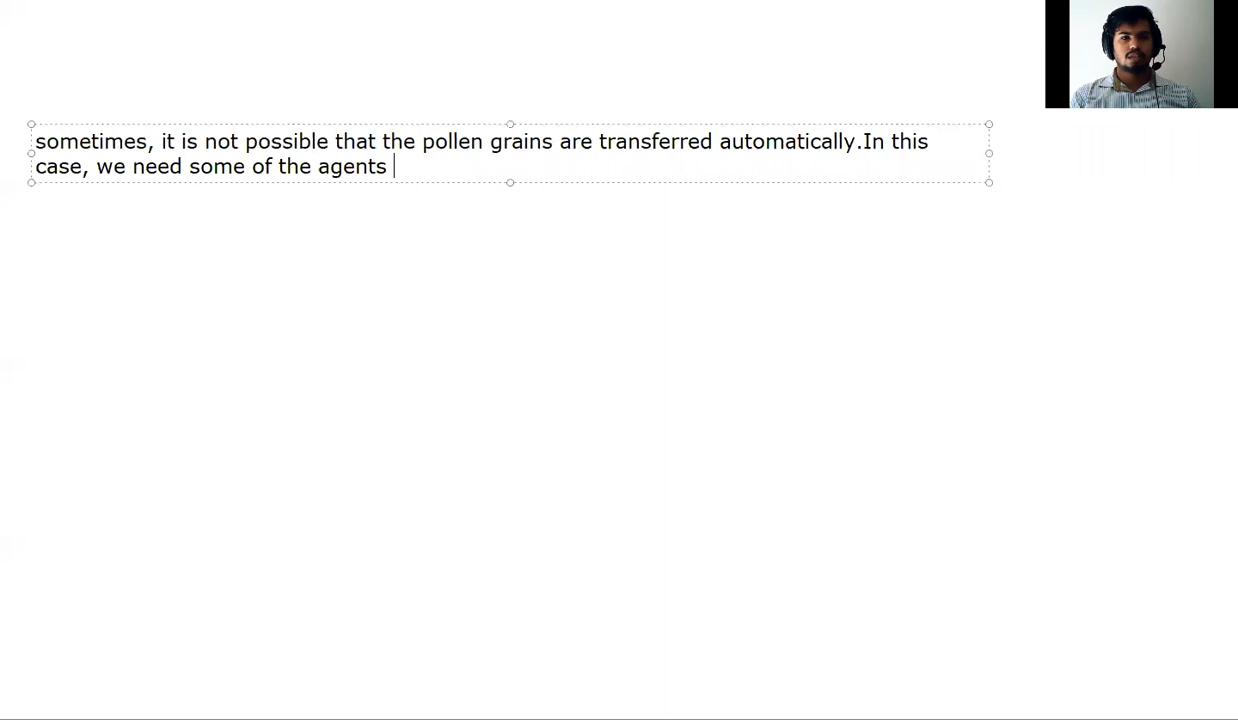 sometimes, it is not possible that the pollen grains are transferred automatically.In this
case, we need some of the agents